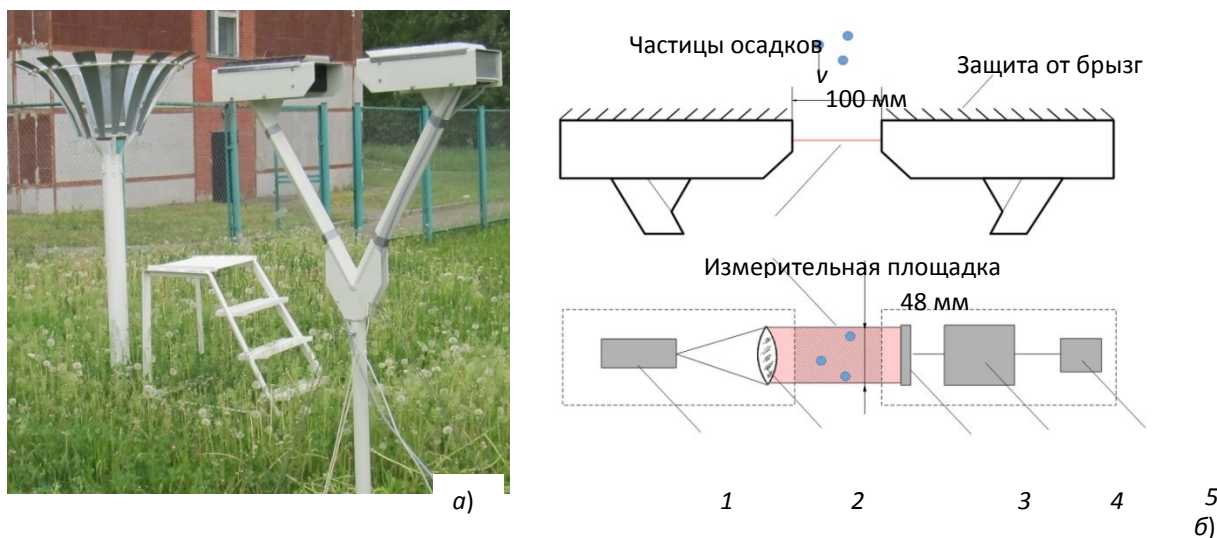 Частицы осадков
v
Защита от брызг
100 мм
Измерительная площадка
48 мм
а)
1 2 3 4 5
б)